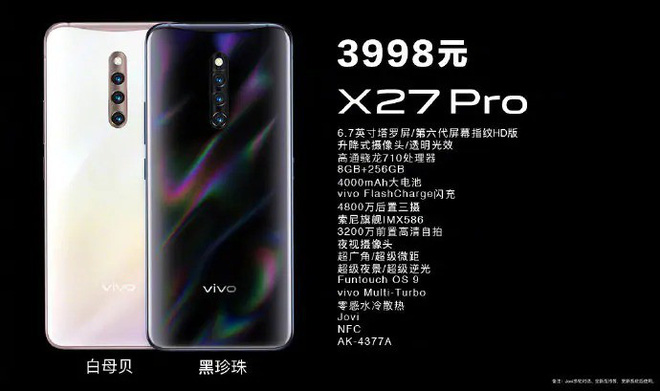 3998元
X27 Pro
6.7英寸塔罗屏/第六代屏幕指纹HD版
升降式摄像头/透明光效
高通骁龙710处理器
8GB+256GB
4000mAh大电池
vivo FlashCharge闪充
4800万后置三摄
索尼旗舰IMX586
3200万前置高清自拍
夜视摄像头
超广角/超级微距
超级夜景/超级逆光
Funtouch OS 9
vivo Multi-Turbo
零感水冷散热
Jovi
NFC
AK-4377A
vivo
vivo
白母贝
黑珍珠